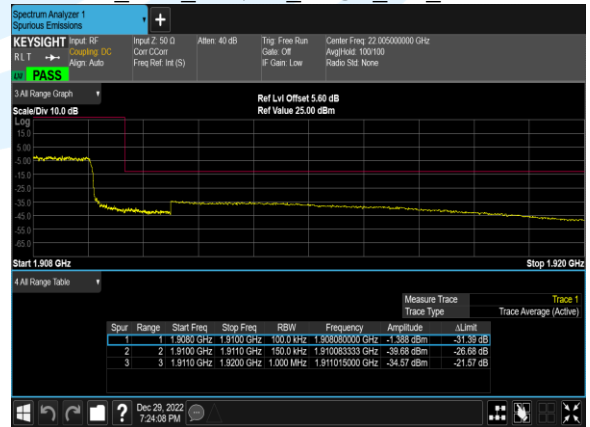 Spectrum Analyzer 1
Spurious Emissions
KEYSIGHT Input: RF Input Z: 50 Ω Atten: 40 dB Trig: Free Run Center Freq: 22.005000000 GHz
Coupling: DC Corr CCorr Gate: Off Avg|Hold: 100/100
RLT Align: Auto Freq Ref: Int (S) IF Gain: Low Radio Std: None
PASS
3 All Range Graph
Scale/Div 10.0 dB Ref Lvl Offset 5.60 dB
Ref Value 25.00 dBm
Log
15.0
5.00
-5.00
-15.0
-25.0
-35.0
-45.0
-55.0
-65.0
Start 1.908 GHz Stop 1.920 GHz
4 All Range Table
Measure Trace Trace 1
Trace Type Trace Average (Active)
Spur Range Start Freq Stop Freq RBW Frequency Amplitude ΔLimit
1 1 1.9080 GHz 1.9100 GHz 100.0 kHz 1.908080000 GHz -1.388 dBm -31.39 dB
2 2 1.9100 GHz 1.9110 GHz 150.0 kHz 1.910083333 GHz -39.68 dBm -26.68 dB
3 3 1.9110 GHz 1.9200 GHz 1.000 MHz 1.911015000 GHz -34.57 dBm -21.57 dB
? Dec 29, 2022
7:24:08 PM